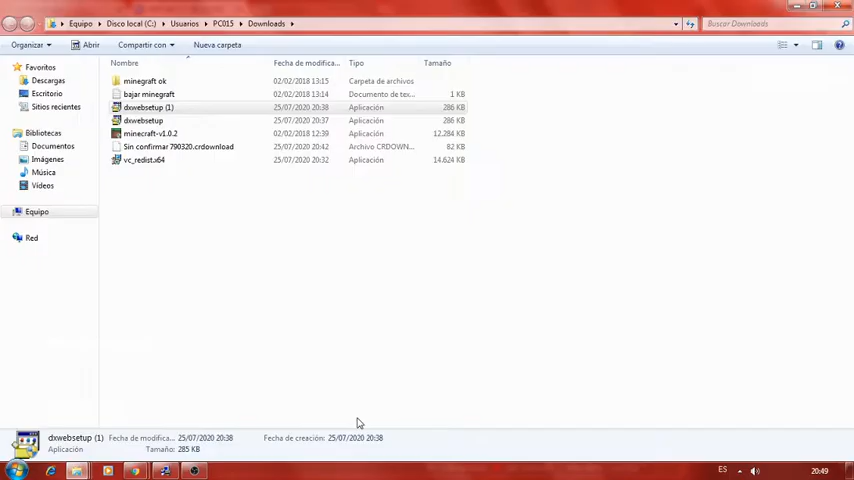 Equipo ▸ Disco local (C:) ▸ Usuarios ▸ PC015 ▸ Downloads ▸
Buscar Downloads
Organizar Abrir Compartir con Nueva carpeta
Nombre Fecha de modifica... Tipo Tamaño
Favoritos
Descargas
Escritorio
Sitios recientes
Bibliotecas
Documentos
Imágenes
Música
Vídeos
Equipo
Red
minegraft ok 02/02/2018 13:15 Carpeta de archivos
bajar minegraft 02/02/2018 13:14 Documento de tex... 1 KB
dxwebsetup (1) 25/07/2020 20:38 Aplicación 286 KB
dxwebsetup 25/07/2020 20:37 Aplicación 286 KB
minecraft-v1.0.2 02/02/2018 12:39 Aplicación 12.284 KB
Sin confirmar 790320.crdownload 25/07/2020 20:42 Archivo CRDOWN... 82 KB
vc_redist.x64 25/07/2020 20:32 Aplicación 14.624 KB
dxwebsetup (1) Fecha de modifica... 25/07/2020 20:38 Fecha de creación: 25/07/2020 20:38
Aplicación Tamaño: 285 KB
ES 20:49